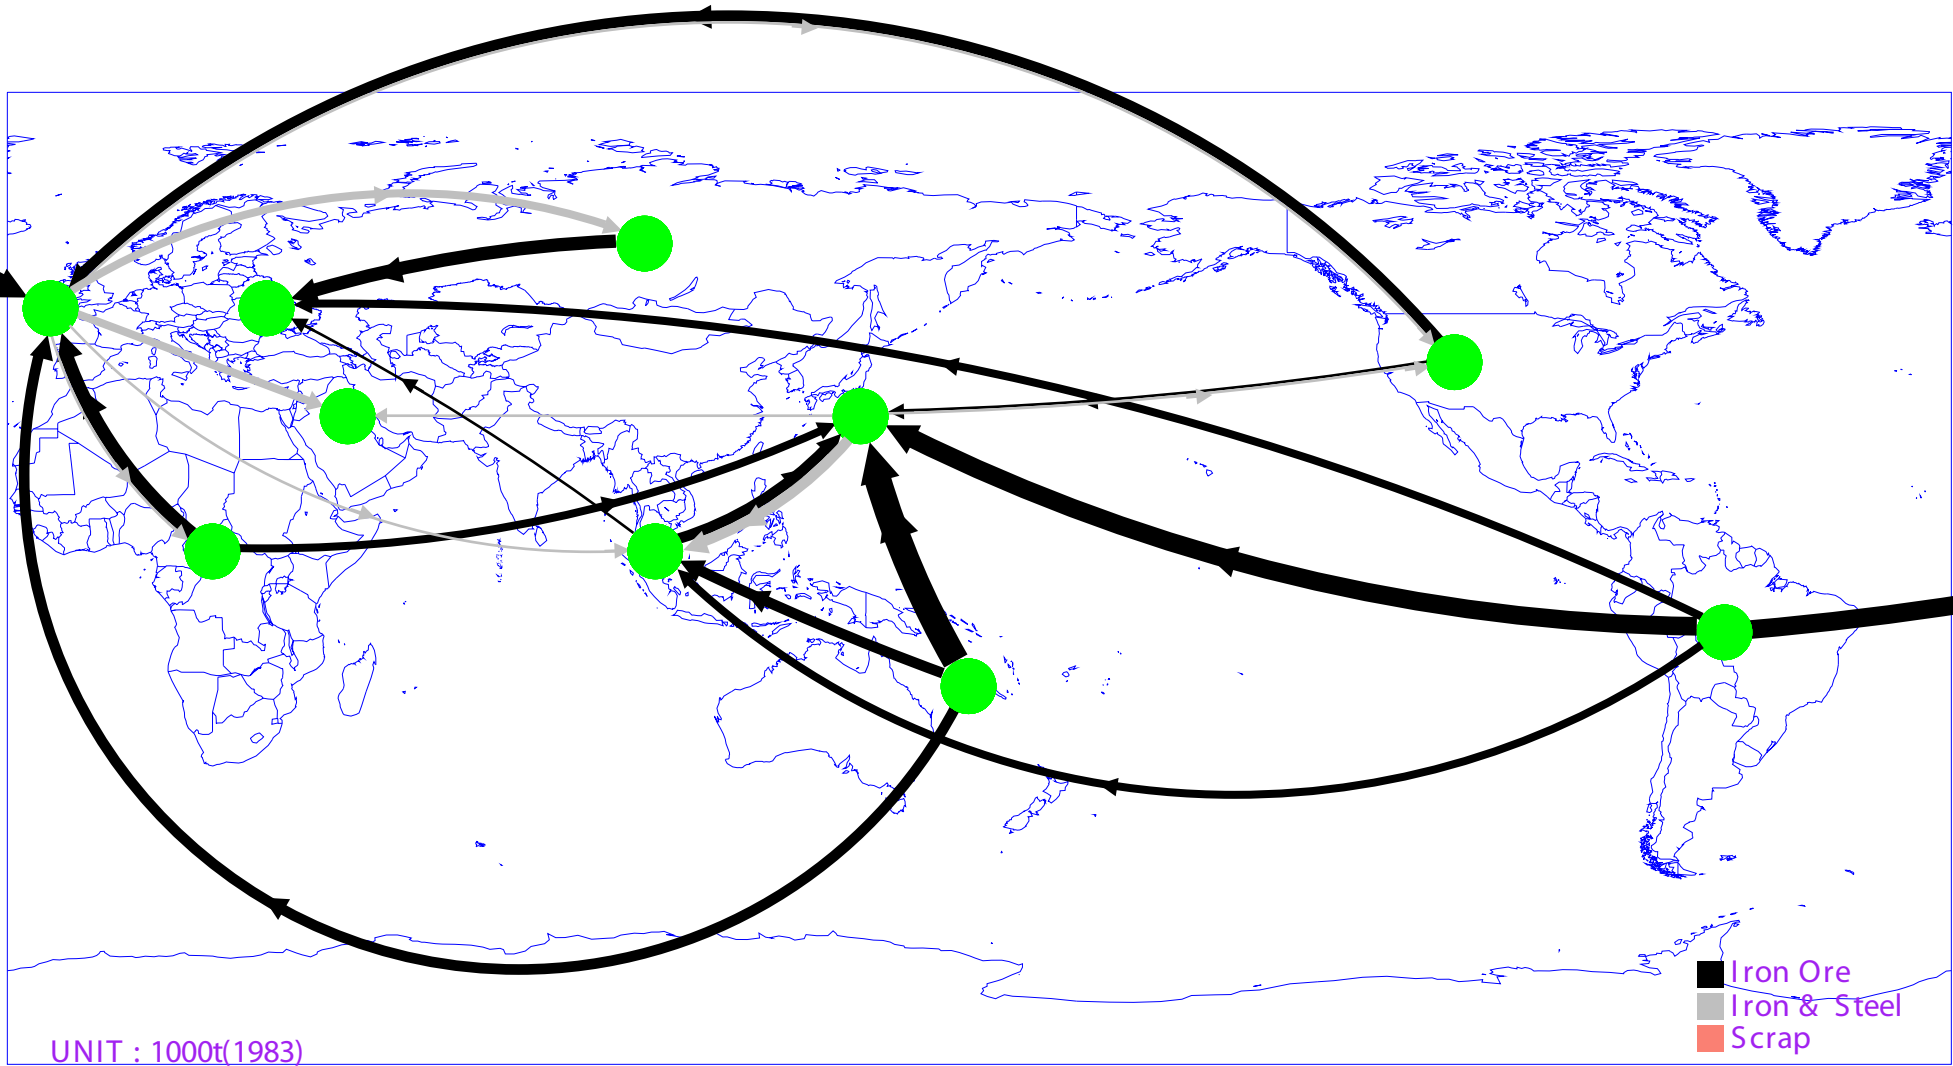 Iron Ore
Iron & Steel
Scrap
UNIT : 1000t(1983)